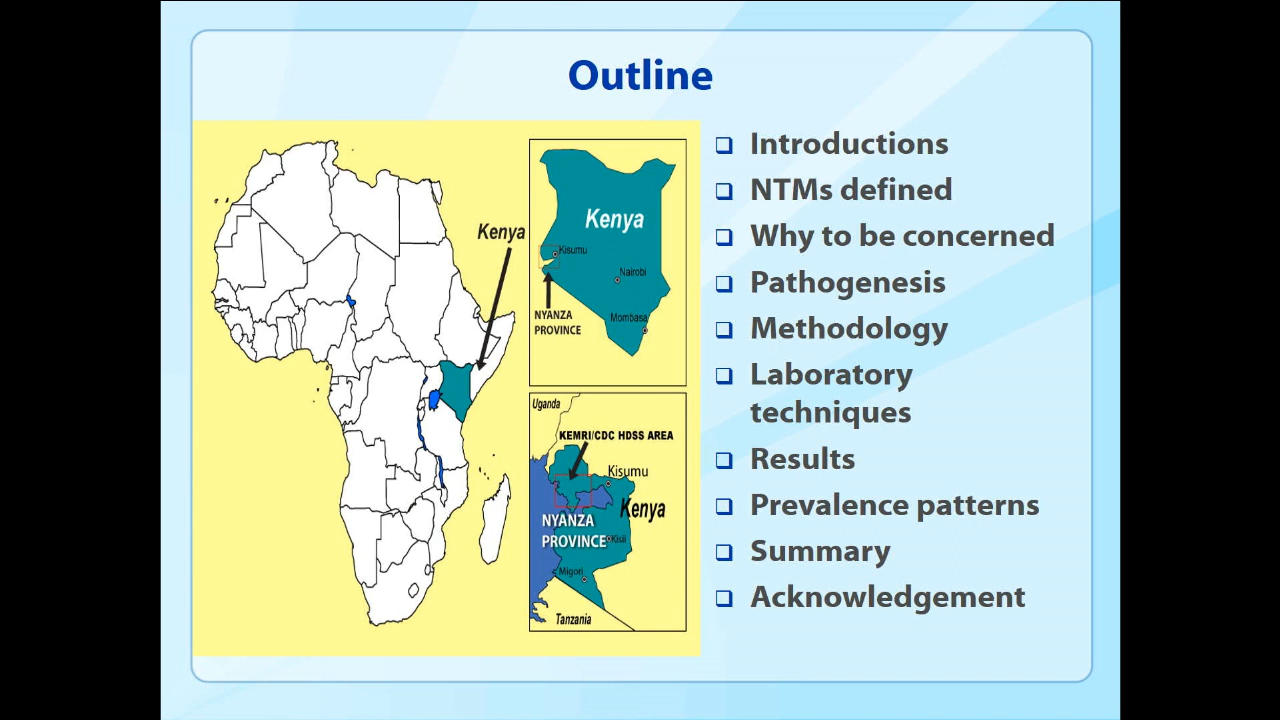 Outline
Kenya
Kenya
Kisumu
Nairobi
NYANZA
PROVINCE
Mombasa
Uganda
KEMRI/CDC HDSS AREA
Kisumu
Kenya
NYANZA
PROVINCE
Kisii
Migori
Tanzania
❑ Introductions
❑ NTMs defined
❑ Why to be concerned
❑ Pathogenesis
❑ Methodology
❑ Laboratory
techniques
❑ Results
❑ Prevalence patterns
❑ Summary
❑ Acknowledgement